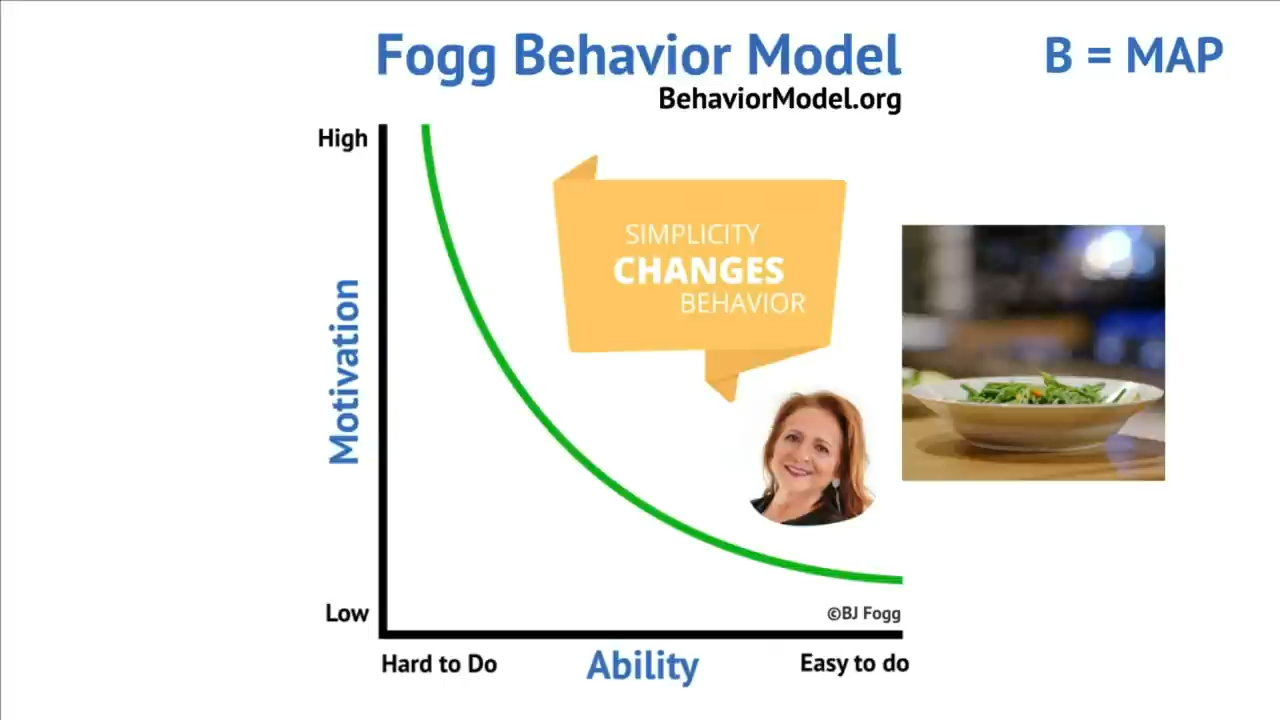 Fogg Behavior Model
B = MAP
BehaviorModel.org
High
SIMPLICITY
CHANGES
BEHAVIOR
Motivation
Low
©BJ Fogg
Hard to Do
Ability
Easy to do